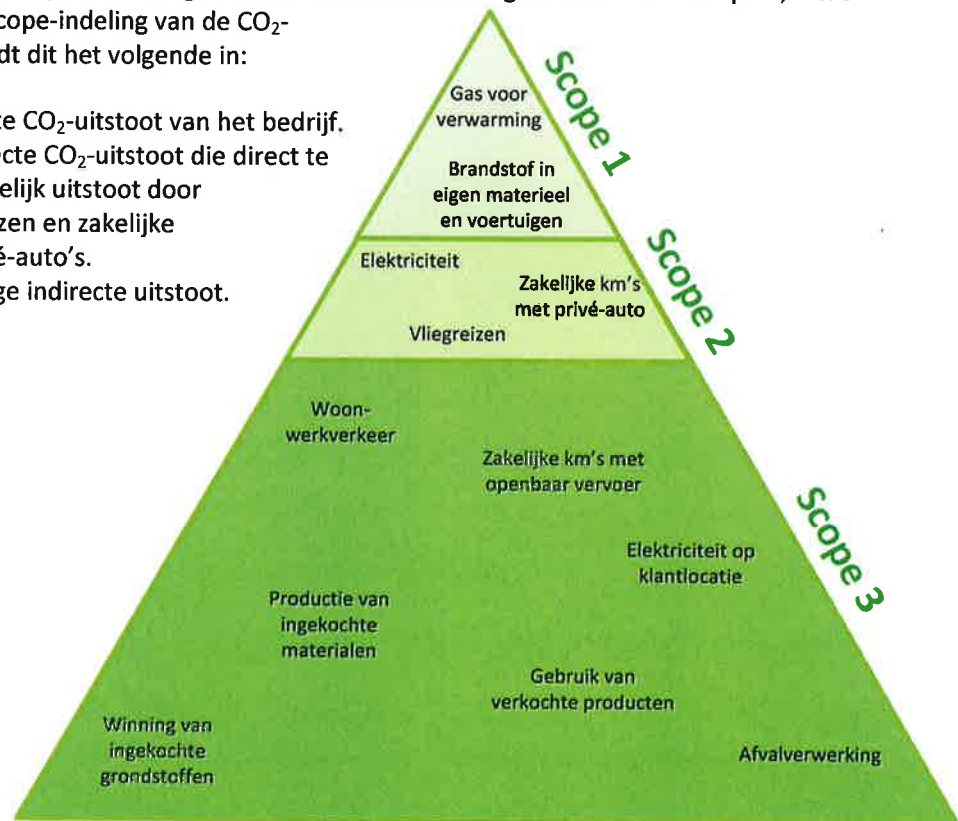 cope-indeling van de CO₂-
dt dit het volgende in:
te CO₂-uitstoot van het bedrijf.
ecte CO₂-uitstoot die direct te
elijk uitstoot door
zen en zakelijke
é-auto's.
ge indirecte uitstoot.
Scope 1
Gas voor
verwarming
Brandstof in
eigen materieel
en voertuigen
Scope 2
Elektriciteit
Zakelijke km's
met privé-auto
Vliegreizen
Scope 3
Woon-
werkverkeer
Zakelijke km's met
openbaar vervoer
Elektriciteit op
klantlocatie
Productie van
ingekochte
materialen
Gebruik van
verkochte producten
Winning van
ingekochte
grondstoffen
Afvalverwerking